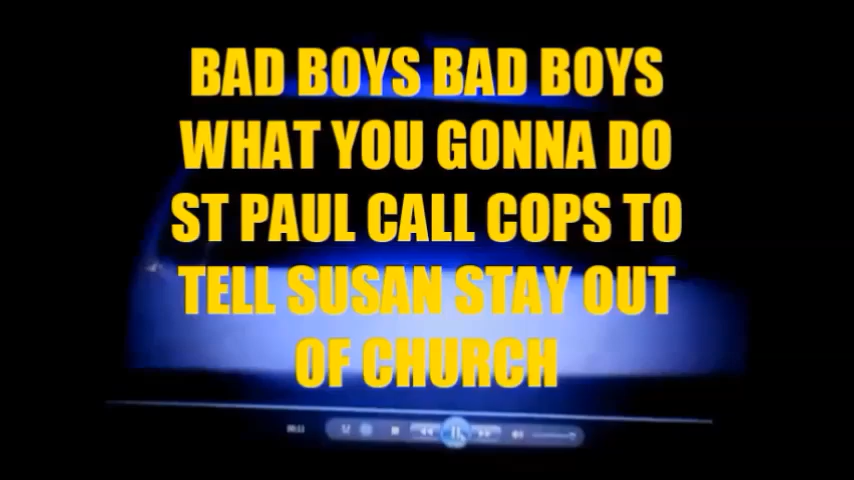 BAD BOYS BAD BOYS
WHAT YOU GONNA DO
ST PAUL CALL COPS TO
TELL SUSAN STAY OUT
OF CHURCH